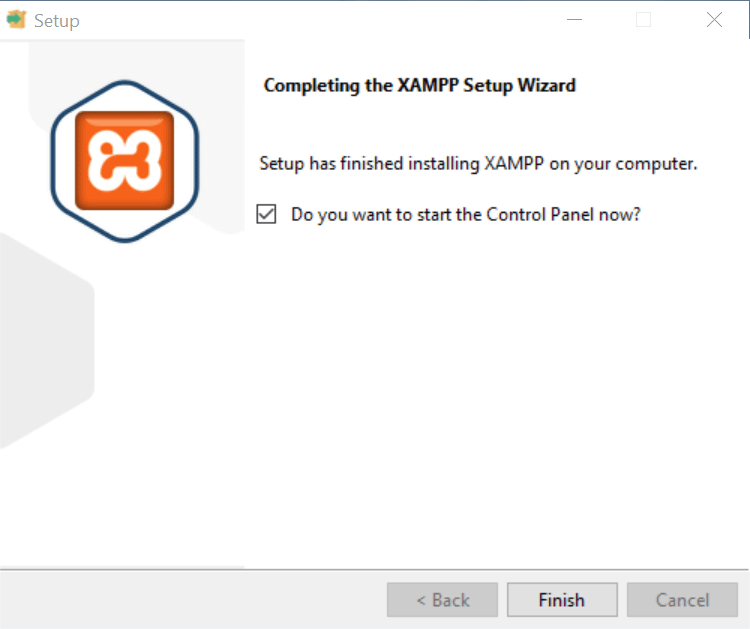 Setup
Completing the XAMPP Setup Wizard
Setup has finished installing XAMPP on your computer.
Do you want to start the Control Panel now?
< Back
Finish
Cancel